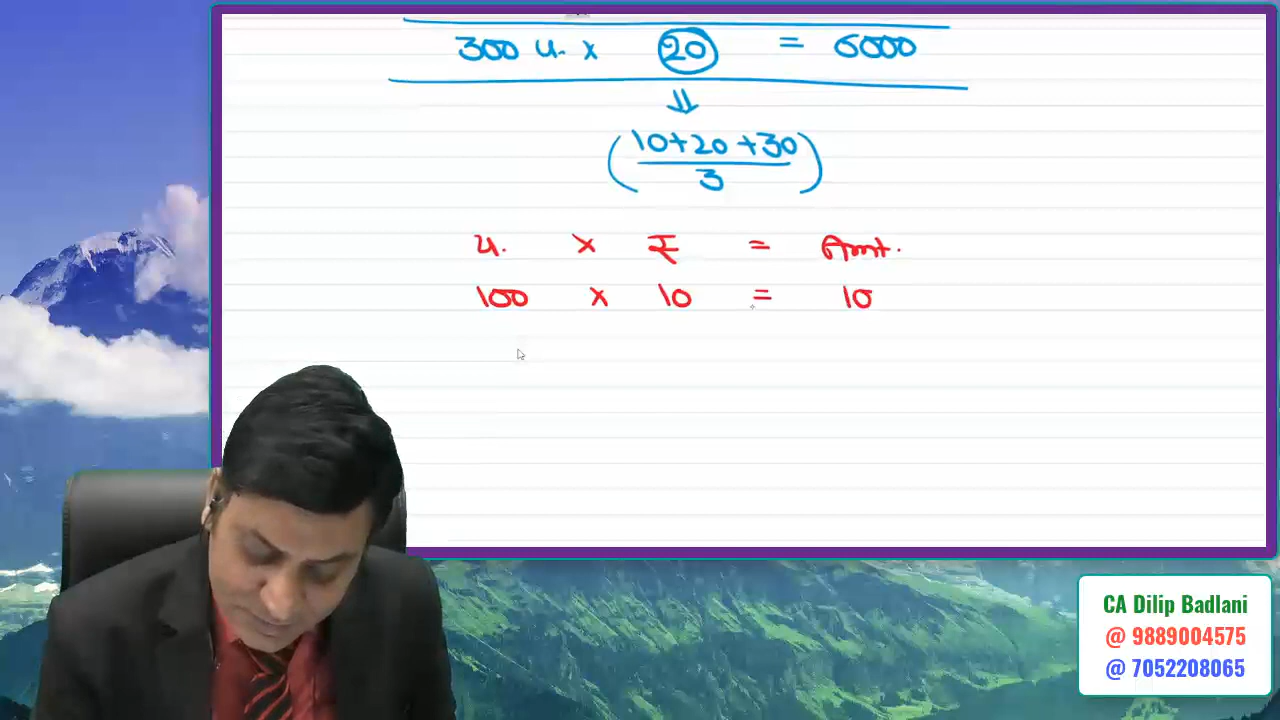 300 u. x 20 = 6000
⇓
(10+20+30
3)
u. x ₹ = Amt.
100 x 10 = 10
CA Dilip Badlani
@ 9889004575
@ 7052208065